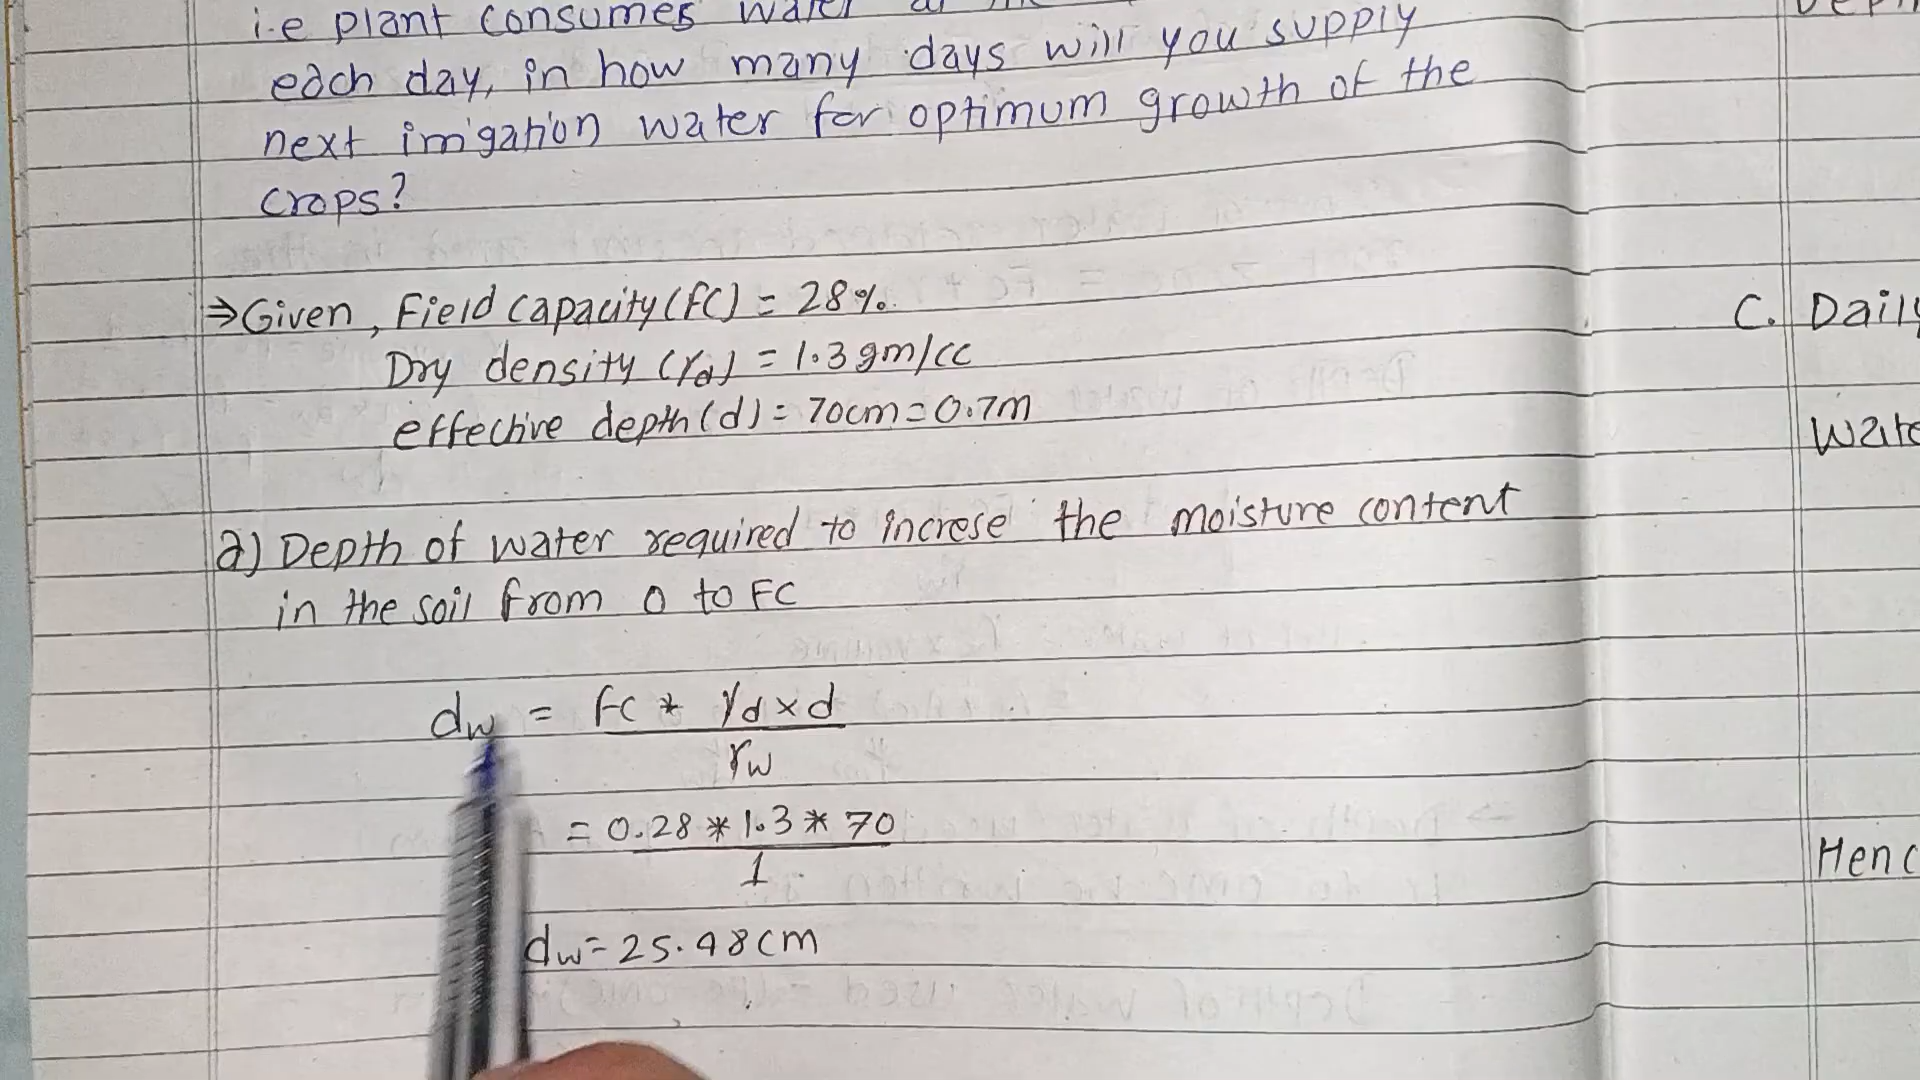 i.e plant consumes water
each day, in how many days will you supply
next irrigation water for optimum growth of the
crops?
⇒ Given, Field capacity (FC) = 28%.
Dry density (γd) = 1.3 gm/cc
effective depth (d) = 70cm = 0.7m
a) Depth of water required to increse the moisture content
in the soil from 0 to FC
dw = FC * γd x d
γw
= 0.28 * 1.3 * 70
1
dw = 25.48cm
C. Daily
Henc